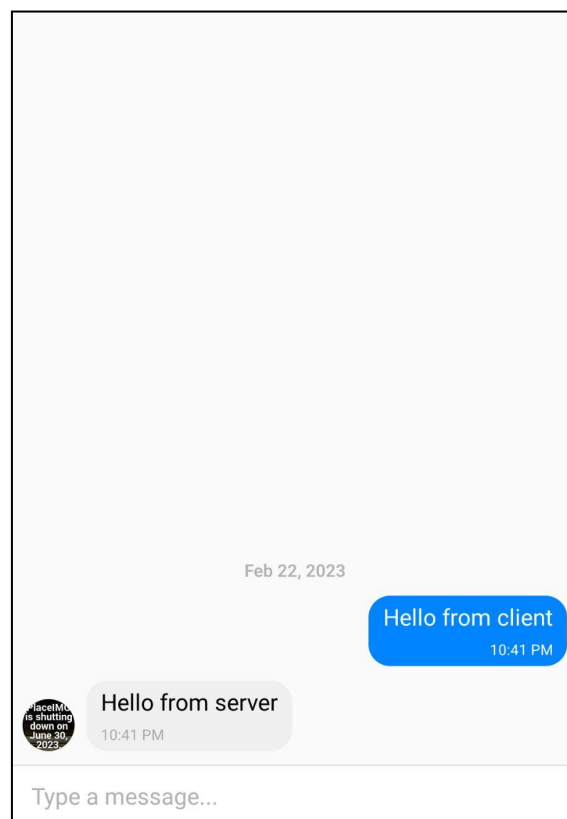 Feb 22, 2023
Hello from client
10:41 PM
Hello from server
10:41 PM
PlaceIMG
is shutting
down on
June 30,
2023.
Type a message...